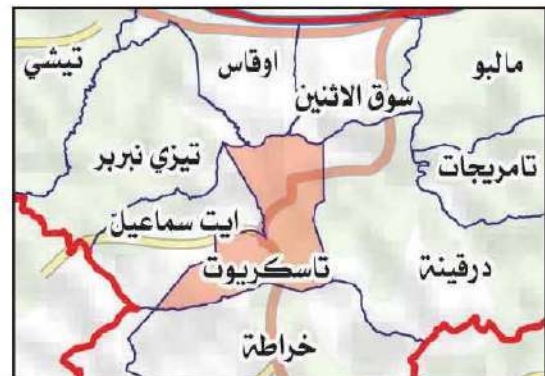 تيشي
اوقاس
مالبو
سوق الاثنين
تيزي نبربر
تامريجات
ايت سماعيل
تاسكريوت
درقينة
خراطة